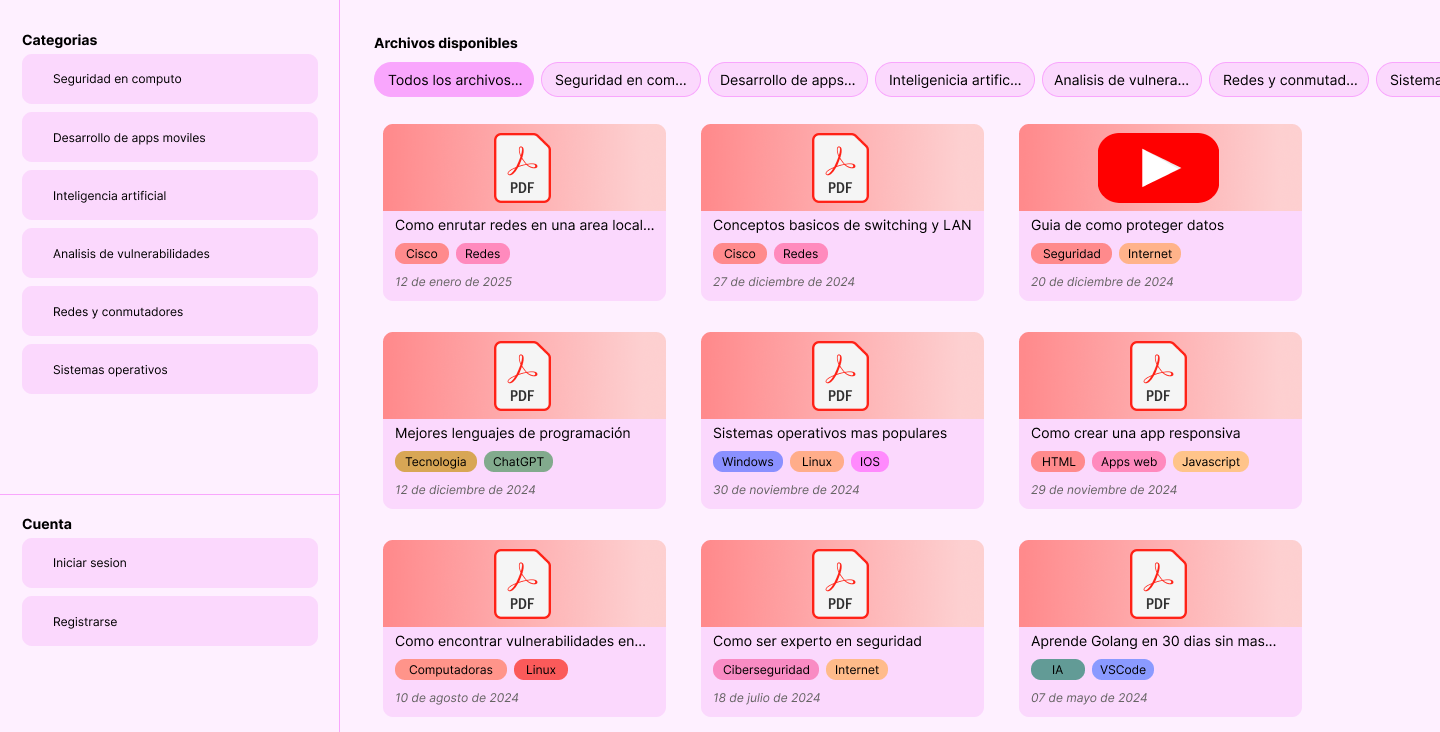 Categorias
Seguridad en computo
Desarrollo de apps moviles
Inteligencia artificial
Analisis de vulnerabilidades
Redes y conmutadores
Sistemas operativos
Cuenta
Iniciar sesion
Registrarse
Archivos disponibles
Todos los archivos...
Seguridad en com...
Desarrollo de apps...
Inteligenicia artific...
Analisis de vulnera...
Redes y conmutad...
Sistema
PDF
Como enrutar redes en una area local...
Cisco Redes
12 de enero de 2025
PDF
Conceptos basicos de switching y LAN
Cisco Redes
27 de diciembre de 2024
Guia de como proteger datos
Seguridad Internet
20 de diciembre de 2024
PDF
Mejores lenguajes de programación
Tecnologia ChatGPT
12 de diciembre de 2024
PDF
Sistemas operativos mas populares
Windows Linux IOS
30 de noviembre de 2024
PDF
Como crear una app responsiva
HTML Apps web Javascript
29 de noviembre de 2024
PDF
Como encontrar vulnerabilidades en...
Computadoras Linux
10 de agosto de 2024
PDF
Como ser experto en seguridad
Ciberseguridad Internet
18 de julio de 2024
PDF
Aprende Golang en 30 dias sin mas...
IA VSCode
07 de mayo de 2024